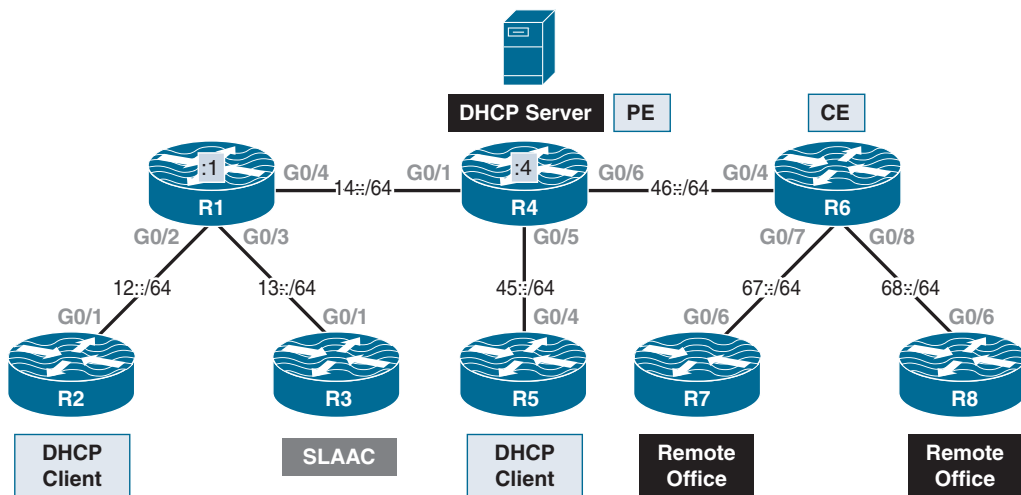 DHCP Server
PE
CE
:1
:4
G0/4
14::/64
G0/1
G0/6
46::/64
G0/4
R1
R4
R6
G0/2
G0/3
G0/5
G0/7
G0/8
12::/64
13::/64
45::/64
67::/64
68::/64
G0/1
G0/1
G0/4
G0/6
G0/6
R2
R3
R5
R7
R8
DHCP
Client
SLAAC
DHCP
Client
Remote
Office
Remote
Office